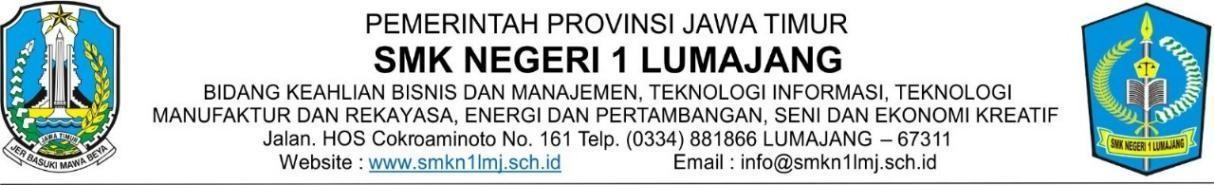 PEMERINTAH PROVINSI JAWA TIMUR
SMK NEGERI 1 LUMAJANG
BIDANG KEAHLIAN BISNIS DAN MANAJEMEN, TEKNOLOGI INFORMASI, TEKNOLOGI
MANUFAKTUR DAN REKAYASA, ENERGI DAN PERTAMBANGAN, SENI DAN EKONOMI KREATIF
Jalan. HOS Cokroaminoto No. 161 Telp. (0334) 881866 LUMAJANG – 67311
Website : www.smkn1lmj.sch.id Email : info@smkn1lmj.sch.id
JAWA TIMUR
JER BASUKI MAWA BEYA
SMK NEGERI 1 LUMAJANG